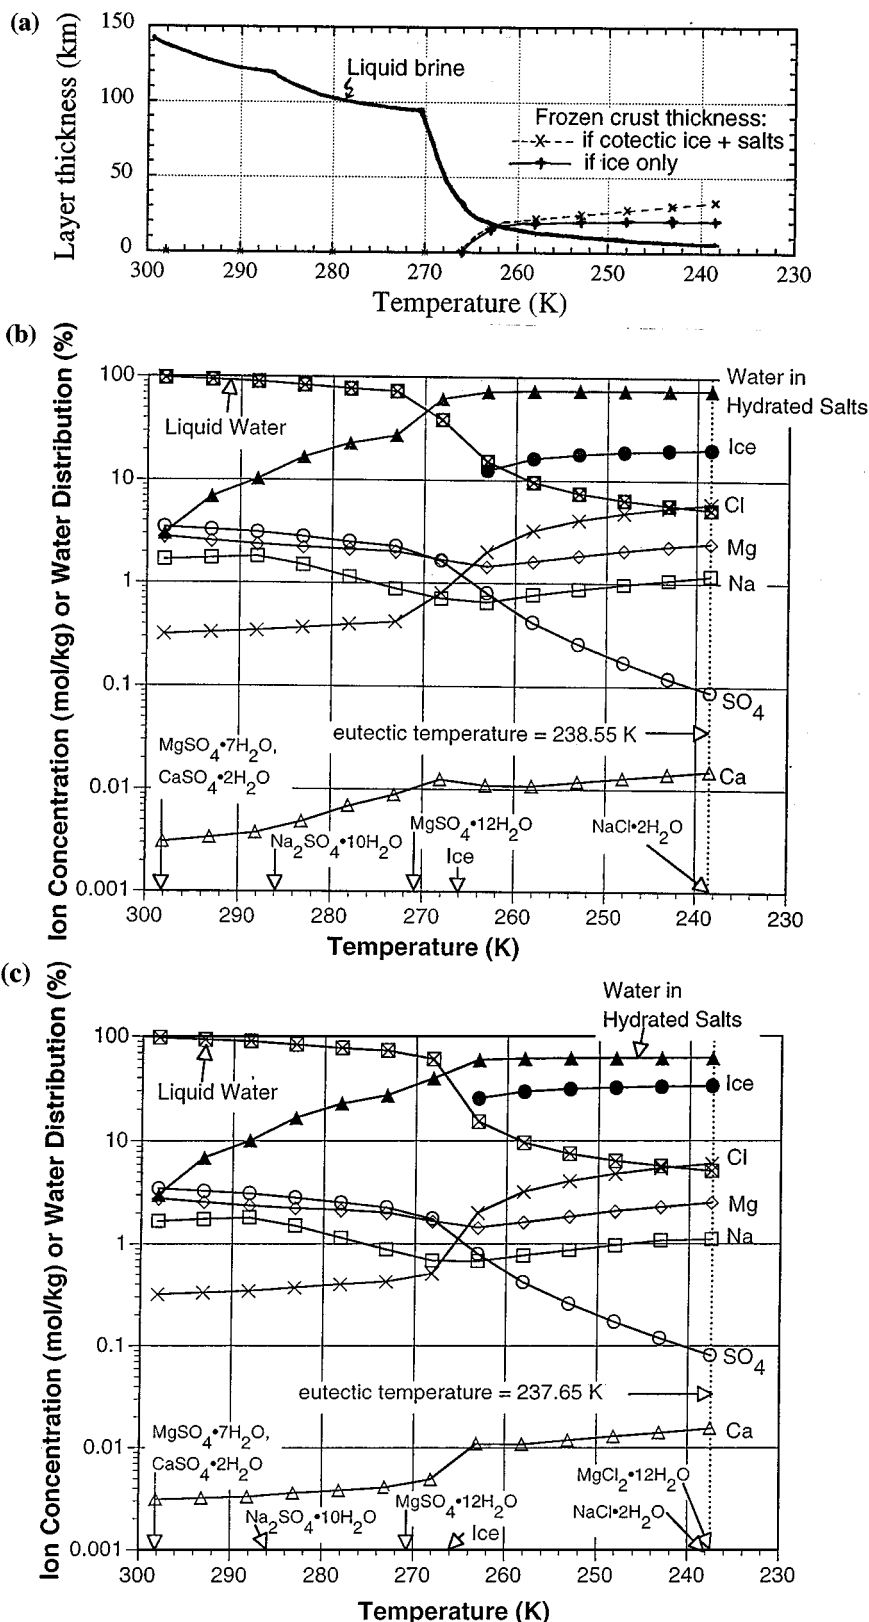 (a)
150
100
50
0
Layer thickness (km)
Liquid brine
Frozen crust thickness:
if cotectic ice + salts
if ice only
300 290 280 270 260 250 240 230
Temperature (K)
(b)
Ion Concentration (mol/kg) or Water Distribution (%)
100
10
1
0.1
0.01
0.001
Liquid Water
Water in
Hydrated Salts
Ice
Cl
Mg
Na
SO4
Ca
eutectic temperature = 238.55 K
MgSO4•7H2O,
CaSO4•2H2O
Na2SO4•10H2O
MgSO4•12H2O
Ice
NaCl•2H2O
300 290 280 270 260 250 240 230
Temperature (K)
(c)
Ion Concentration (mol/kg) or Water Distribution (%)
100
10
1
0.1
0.01
0.001
Water in
Hydrated Salts
Liquid Water
Ice
Cl
Mg
Na
SO4
Ca
eutectic temperature = 237.65 K
MgSO4•7H2O,
CaSO4•2H2O
Na2SO4•10H2O
MgSO4•12H2O
Ice
MgCl2•12H2O
NaCl•2H2O
300 290 280 270 260 250 240 230
Temperature (K)